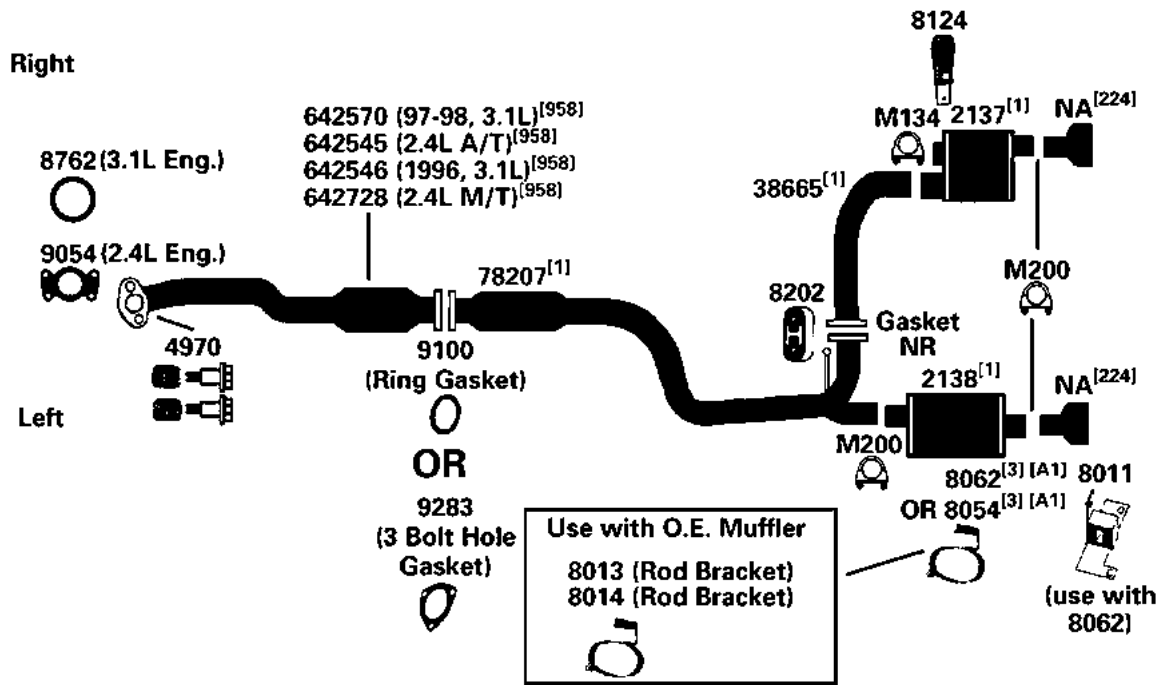 8124
Right
642570 (97-98, 3.1L)[958]
642545 (2.4L A/T)[958]
642546 (1996, 3.1L)[958]
642728 (2.4L M/T)[958]
M134
2137[1]
NA[224]
8762 (3.1L Eng.)
38665[1]
9054 (2.4L Eng.)
78207[1]
8202
M200
Gasket
NR
4970
9100
(Ring Gasket)
2138[1]
NA[224]
Left
M200
OR
8062[3] [A1]
8011
OR 8054[3] [A1]
9283
(3 Bolt Hole
Gasket)
Use with O.E. Muffler
8013 (Rod Bracket)
8014 (Rod Bracket)
(use with
8062)